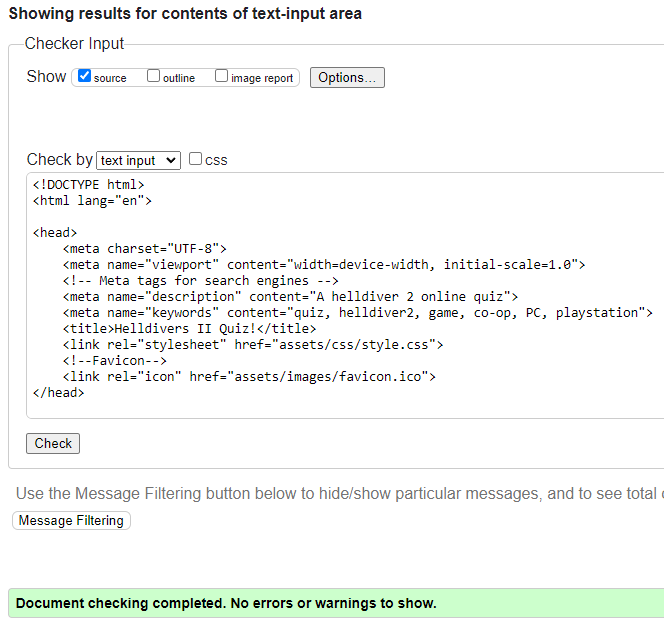 Showing results for contents of text-input area
Checker Input
Show source outline image report Options...
Check by text input css
<!DOCTYPE html>
<html lang="en">
<head>
    <meta charset="UTF-8">
    <meta name="viewport" content="width=device-width, initial-scale=1.0">
    <!-- Meta tags for search engines -->
    <meta name="description" content="A helldiver 2 online quiz">
    <meta name="keywords" content="quiz, helldiver2, game, co-op, PC, playstation">
    <title>Helldivers II Quiz!</title>
    <link rel="stylesheet" href="assets/css/style.css">
    <!--Favicon-->
    <link rel="icon" href="assets/images/favicon.ico">
</head>
Check
Use the Message Filtering button below to hide/show particular messages, and to see total
Message Filtering
Document checking completed. No errors or warnings to show.